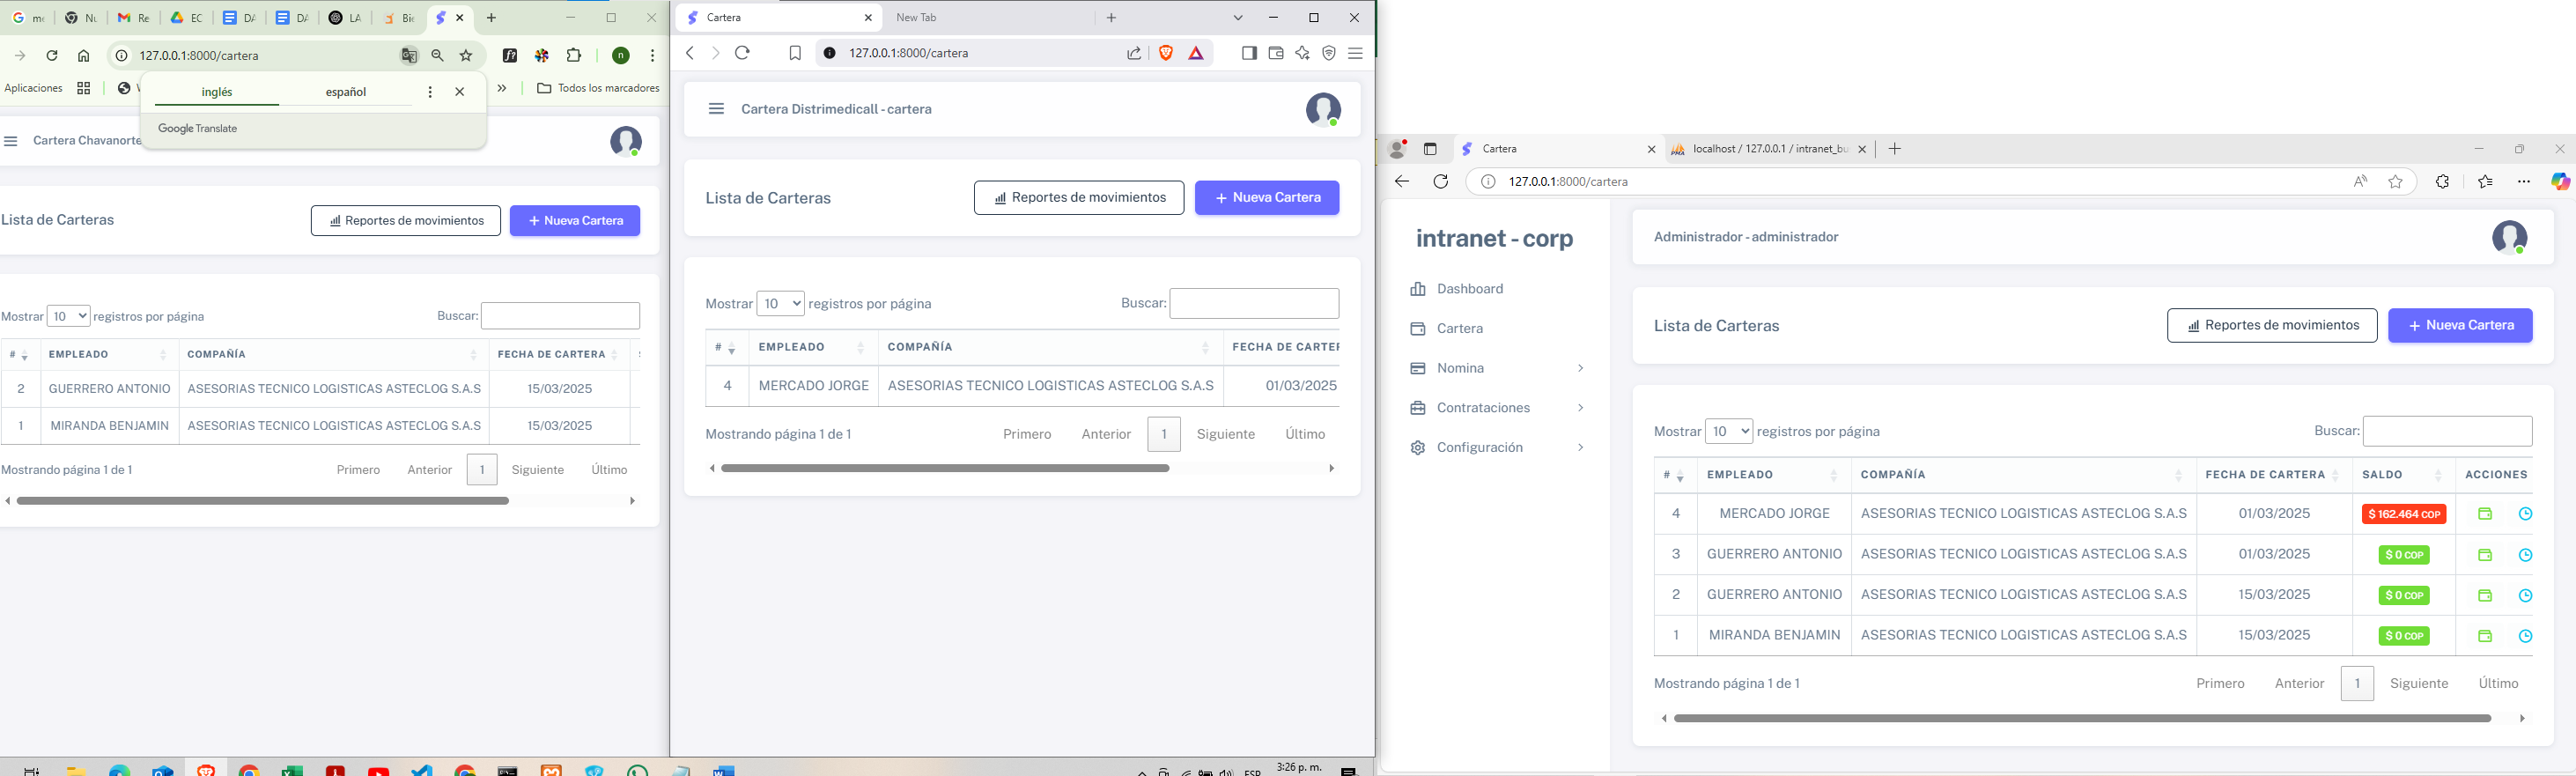 127.0.0.1:8000/cartera
Aplicaciones
Todos los marcadores
inglés español
Google Translate
Cartera Chavanorte
Lista de Carteras
Reportes de movimientos
+ Nueva Cartera
Mostrar 10 registros por página
Buscar:
# EMPLEADO COMPAÑÍA FECHA DE CARTERA
2 GUERRERO ANTONIO ASESORIAS TECNICO LOGISTICAS ASTECLOG S.A.S 15/03/2025
1 MIRANDA BENJAMIN ASESORIAS TECNICO LOGISTICAS ASTECLOG S.A.S 15/03/2025
Mostrando página 1 de 1
Primero Anterior 1 Siguiente Último
Cartera New Tab
127.0.0.1:8000/cartera
Cartera Distrimedicall - cartera
Lista de Carteras
Reportes de movimientos
+ Nueva Cartera
Mostrar 10 registros por página
Buscar:
# EMPLEADO COMPAÑÍA FECHA DE CARTER
4 MERCADO JORGE ASESORIAS TECNICO LOGISTICAS ASTECLOG S.A.S 01/03/2025
Mostrando página 1 de 1
Primero Anterior 1 Siguiente Último
3:26 p. m.
ESP
Cartera localhost / 127.0.0.1 / intranet_bu
127.0.0.1:8000/cartera
intranet - corp
Dashboard
Cartera
Nomina
Contrataciones
Configuración
Administrador - administrador
Lista de Carteras
Reportes de movimientos
+ Nueva Cartera
Mostrar 10 registros por página
Buscar:
# EMPLEADO COMPAÑÍA FECHA DE CARTERA SALDO ACCIONES
4 MERCADO JORGE ASESORIAS TECNICO LOGISTICAS ASTECLOG S.A.S 01/03/2025 $ 162.464 COP
3 GUERRERO ANTONIO ASESORIAS TECNICO LOGISTICAS ASTECLOG S.A.S 01/03/2025 $ 0 COP
2 GUERRERO ANTONIO ASESORIAS TECNICO LOGISTICAS ASTECLOG S.A.S 15/03/2025 $ 0 COP
1 MIRANDA BENJAMIN ASESORIAS TECNICO LOGISTICAS ASTECLOG S.A.S 15/03/2025 $ 0 COP
Mostrando página 1 de 1
Primero Anterior 1 Siguiente Último